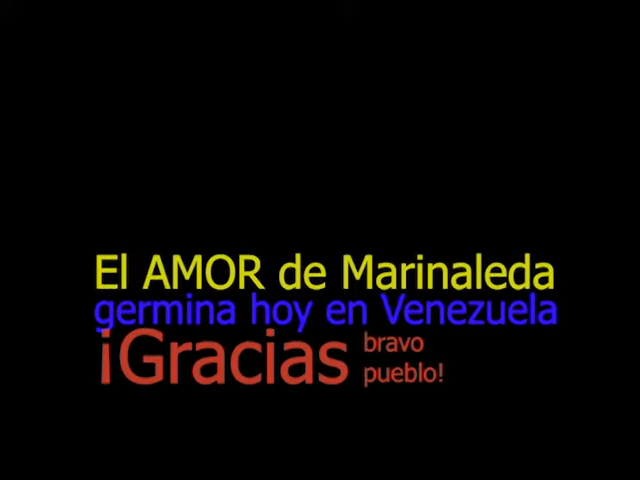 El AMOR de Marinaleda
germina hoy en Venezuela
¡Gracias bravo
pueblo!